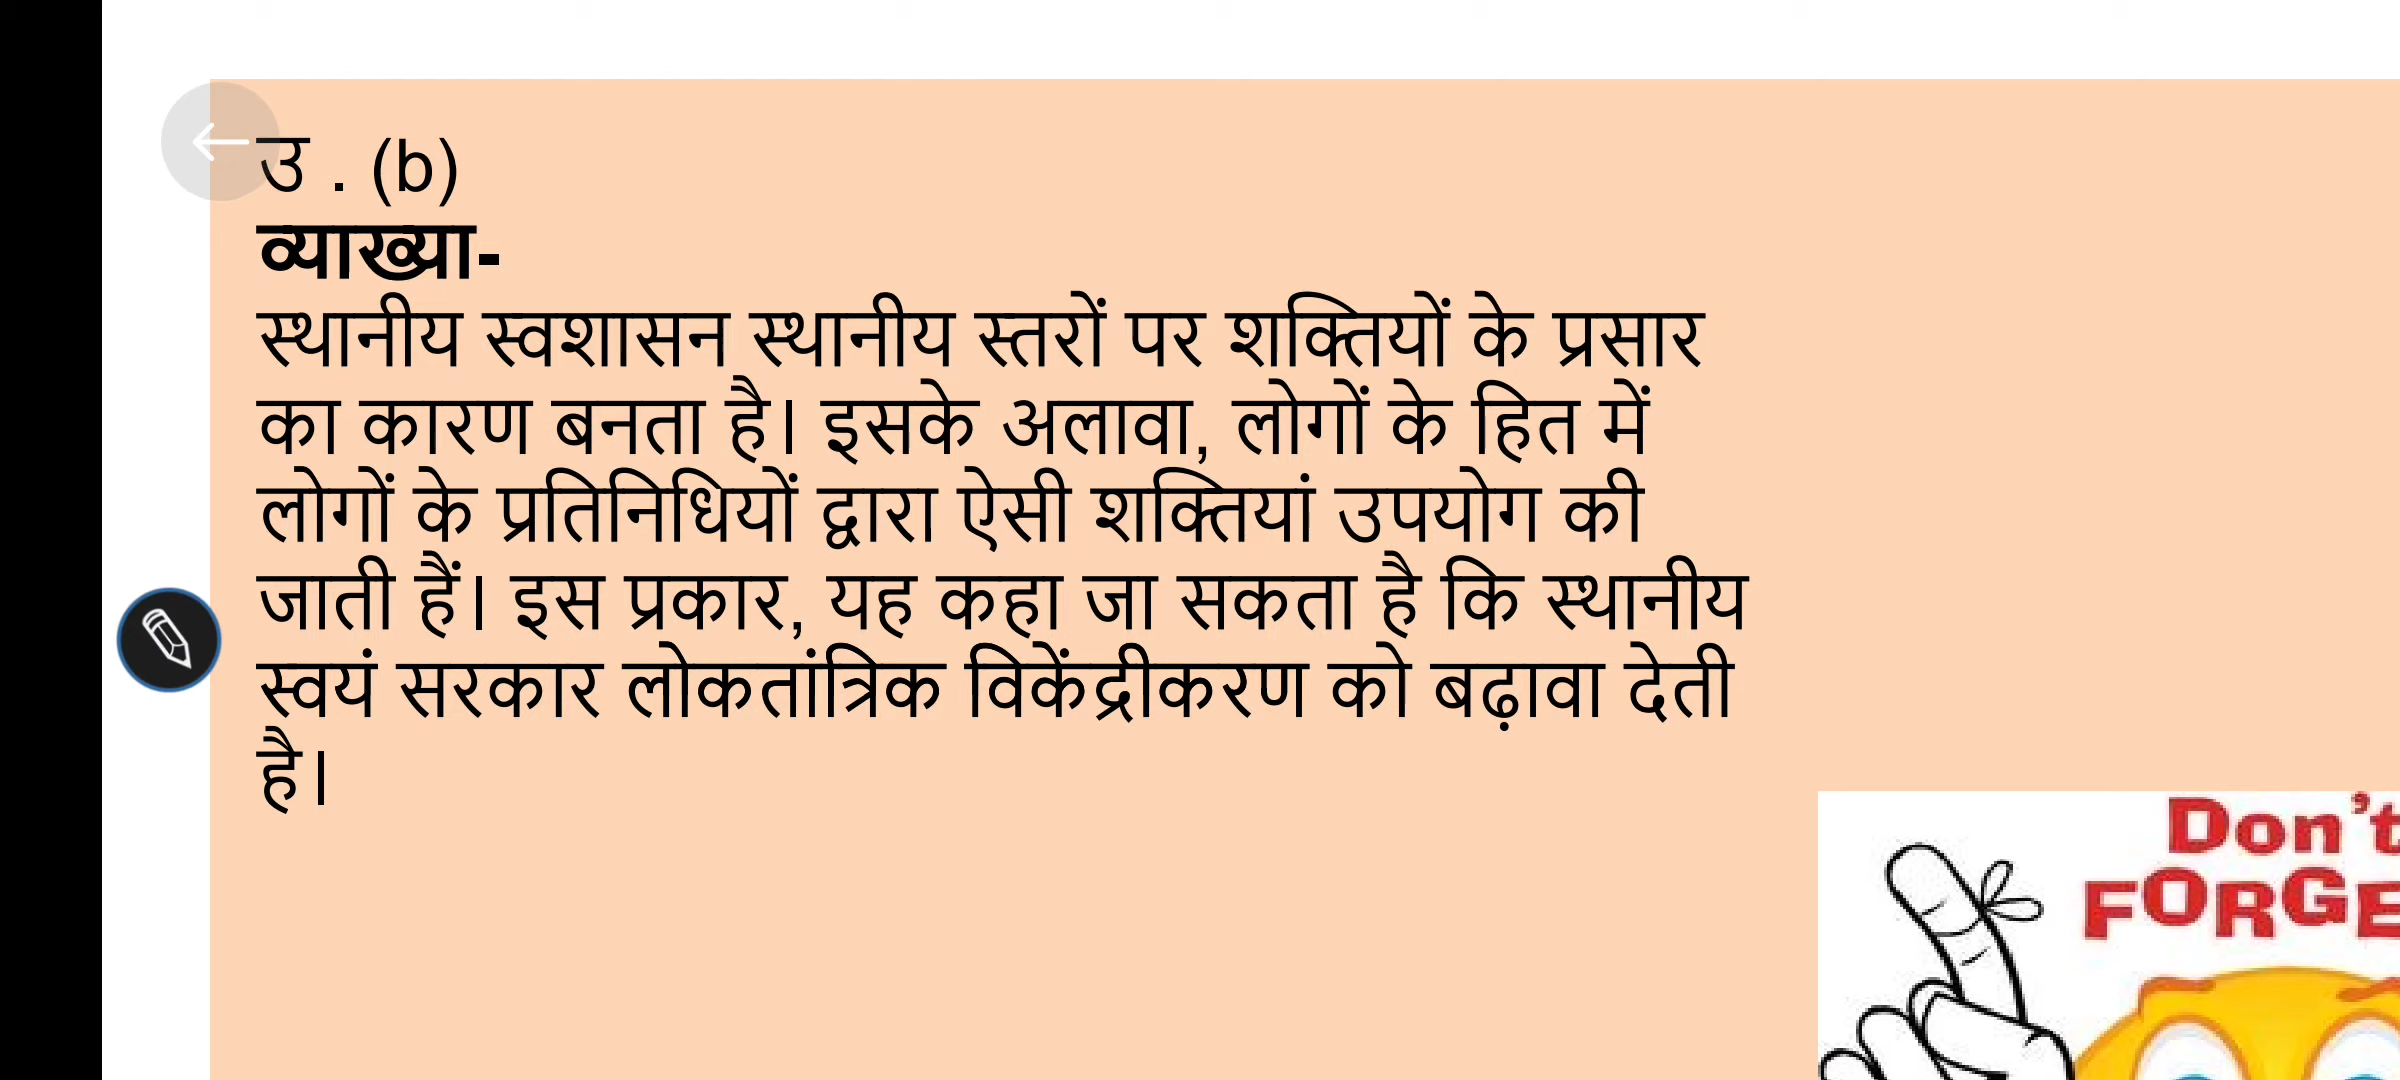 उ . (b)
व्याख्या-
स्थानीय स्वशासन स्थानीय स्तरों पर शक्तियों के प्रसार
का कारण बनता है। इसके अलावा, लोगों के हित में
लोगों के प्रतिनिधियों द्वारा ऐसी शक्तियां उपयोग की
जाती हैं। इस प्रकार, यह कहा जा सकता है कि स्थानीय
स्वयं सरकार लोकतांत्रिक विकेंद्रीकरण को बढ़ावा देती
है।
Don't
FORGE